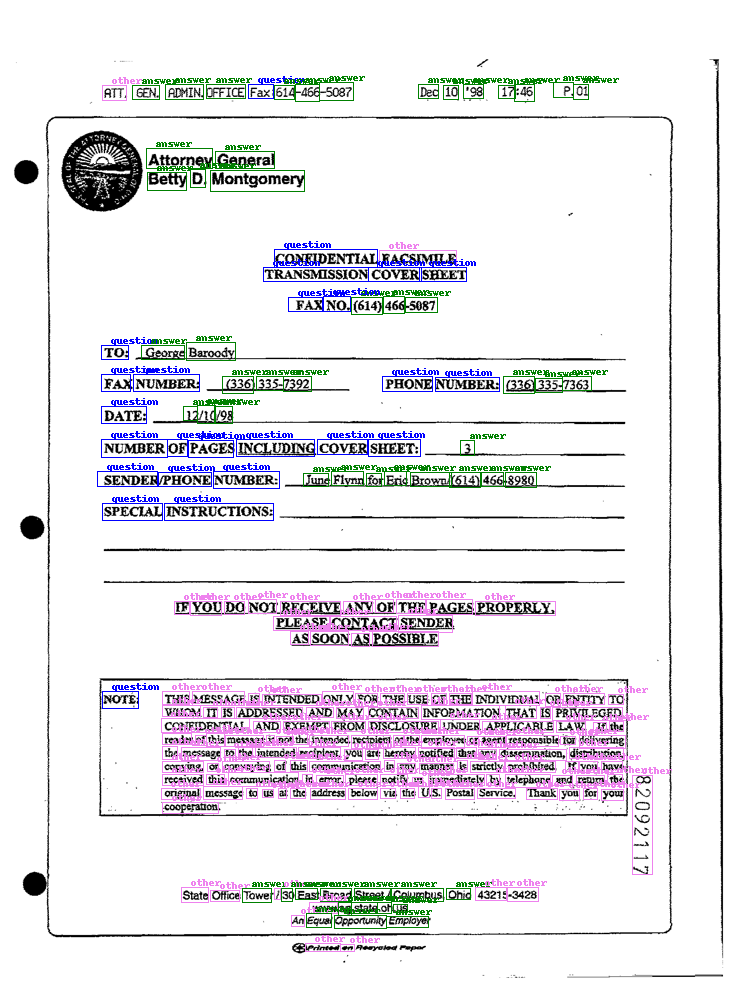 ATT. GEN. ADMIN. OFFICE Fax:614-466-5087 Dec 10 '98 17:46 P.01
Attorney General
Betty D. Montgomery
CONFIDENTIAL FACSIMILE
TRANSMISSION COVER SHEET
FAX NO. (614) 466-5087
TO: George Baroody
FAX NUMBER: (336) 335-7392 PHONE NUMBER: (336) 335-7363
DATE: 12/10/98
NUMBER OF PAGES INCLUDING COVER SHEET: 3
SENDER/PHONE NUMBER: June Flynn for Eric Brown/(614) 466-8980
SPECIAL INSTRUCTIONS:
IF YOU DO NOT RECEIVE ANY OF THE PAGES PROPERLY,
PLEASE CONTACT SENDER
AS SOON AS POSSIBLE
NOTE: THIS MESSAGE IS INTENDED ONLY FOR THE USE OF THE INDIVIDUAL OR ENTITY TO
WHOM IT IS ADDRESSED AND MAY CONTAIN INFORMATION THAT IS PRIVILEGED
CONFIDENTIAL AND EXEMPT FROM DISCLOSURE UNDER APPLICABLE LAW. If the
reader of this message is not the intended recipient or the employee or agent responsible for delivering
the message to the intended recipient, you are hereby notified that any dissemination, distribution,
copying, or conveying of this communication in any manner is strictly prohibited. If you have
received this communication in error, please notify us immediately by telephone and return the
original message to us at the address below via the U.S. Postal Service. Thank you for your
cooperation.
82092117
State Office Tower / 30 East Broad Street / Columbus, Ohio 43215-3428
An Equal Opportunity Employer
Printed on Recycled Paper